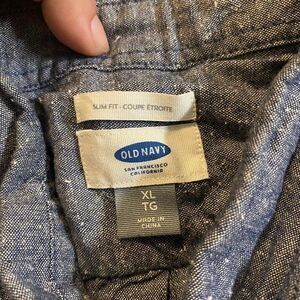 SLIM FIT - COUPE ÉTROITE
OLD NAVY
SAN FRANCISCO
CALIFORNIA
XL
TG
MADE IN
CHINA